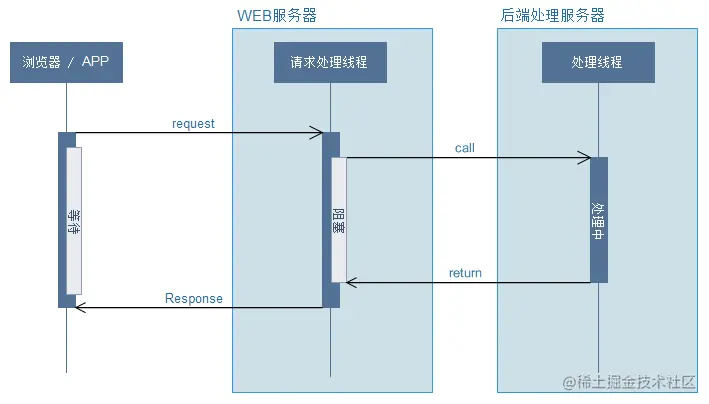 WEB服务器
后端处理服务器
浏览器 / APP
请求处理线程
处理线程
request
call
等待
阻塞
处理中
return
Response
@稀土掘金技术社区